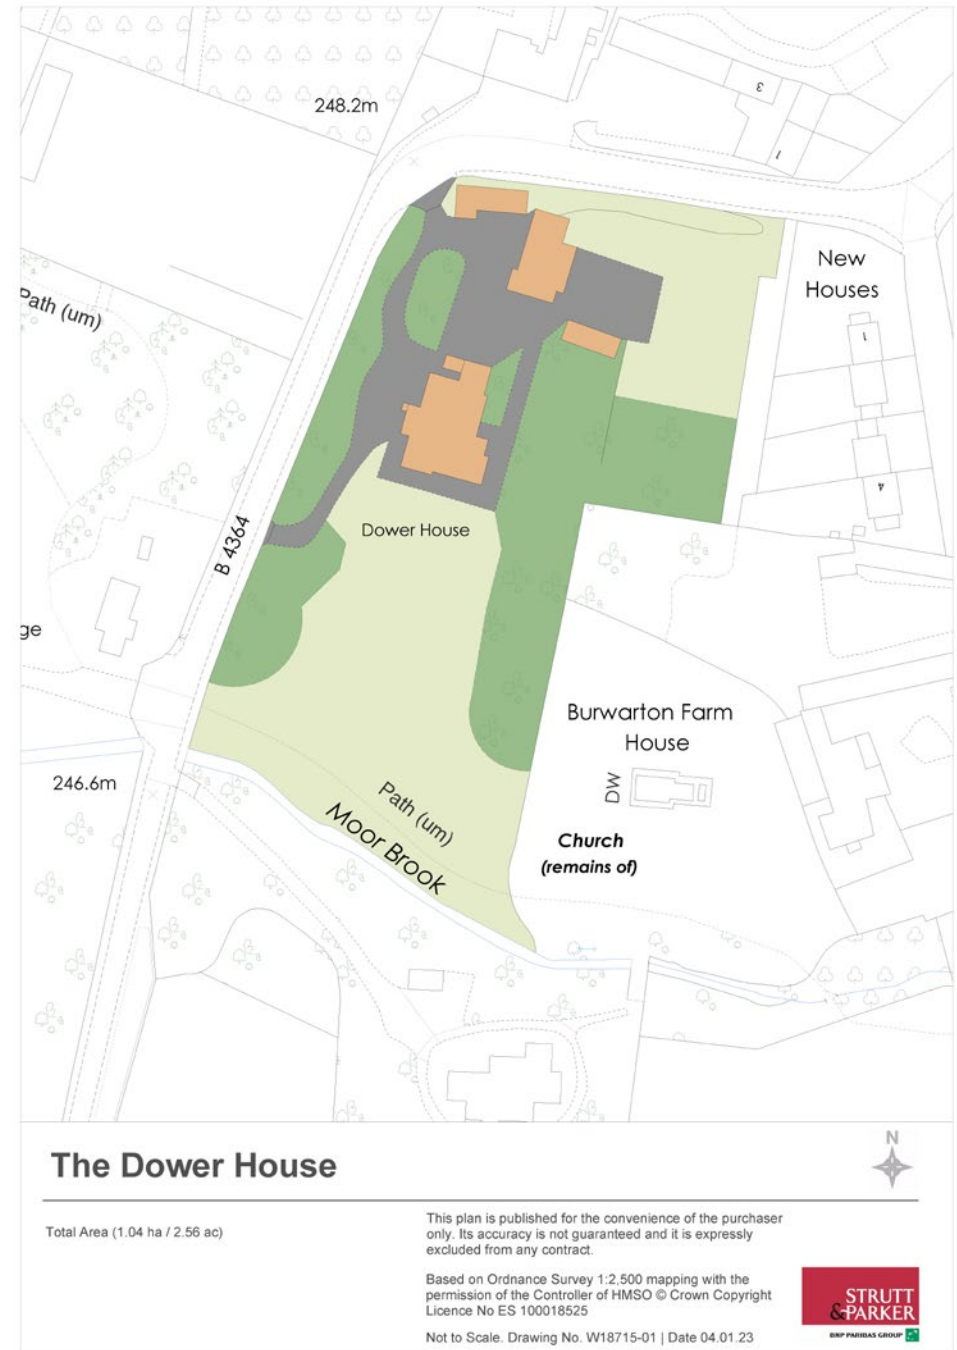 248.2m
3
1
New
Houses
Path (um)
1
4
B 4364
Dower House
ge
Burwarton Farm
House
DW
246.6m
Path (um)
Moor Brook
Church
(remains of)
The Dower House
N
Total Area (1.04 ha / 2.56 ac)
This plan is published for the convenience of the purchaser
only. Its accuracy is not guaranteed and it is expressly
excluded from any contract.
Based on Ordnance Survey 1:2,500 mapping with the
permission of the Controller of HMSO © Crown Copyright
Licence No ES 100018525
Not to Scale. Drawing No. W18715-01 | Date 04.01.23
STRUTT
&PARKER
BNP PARIBAS GROUP